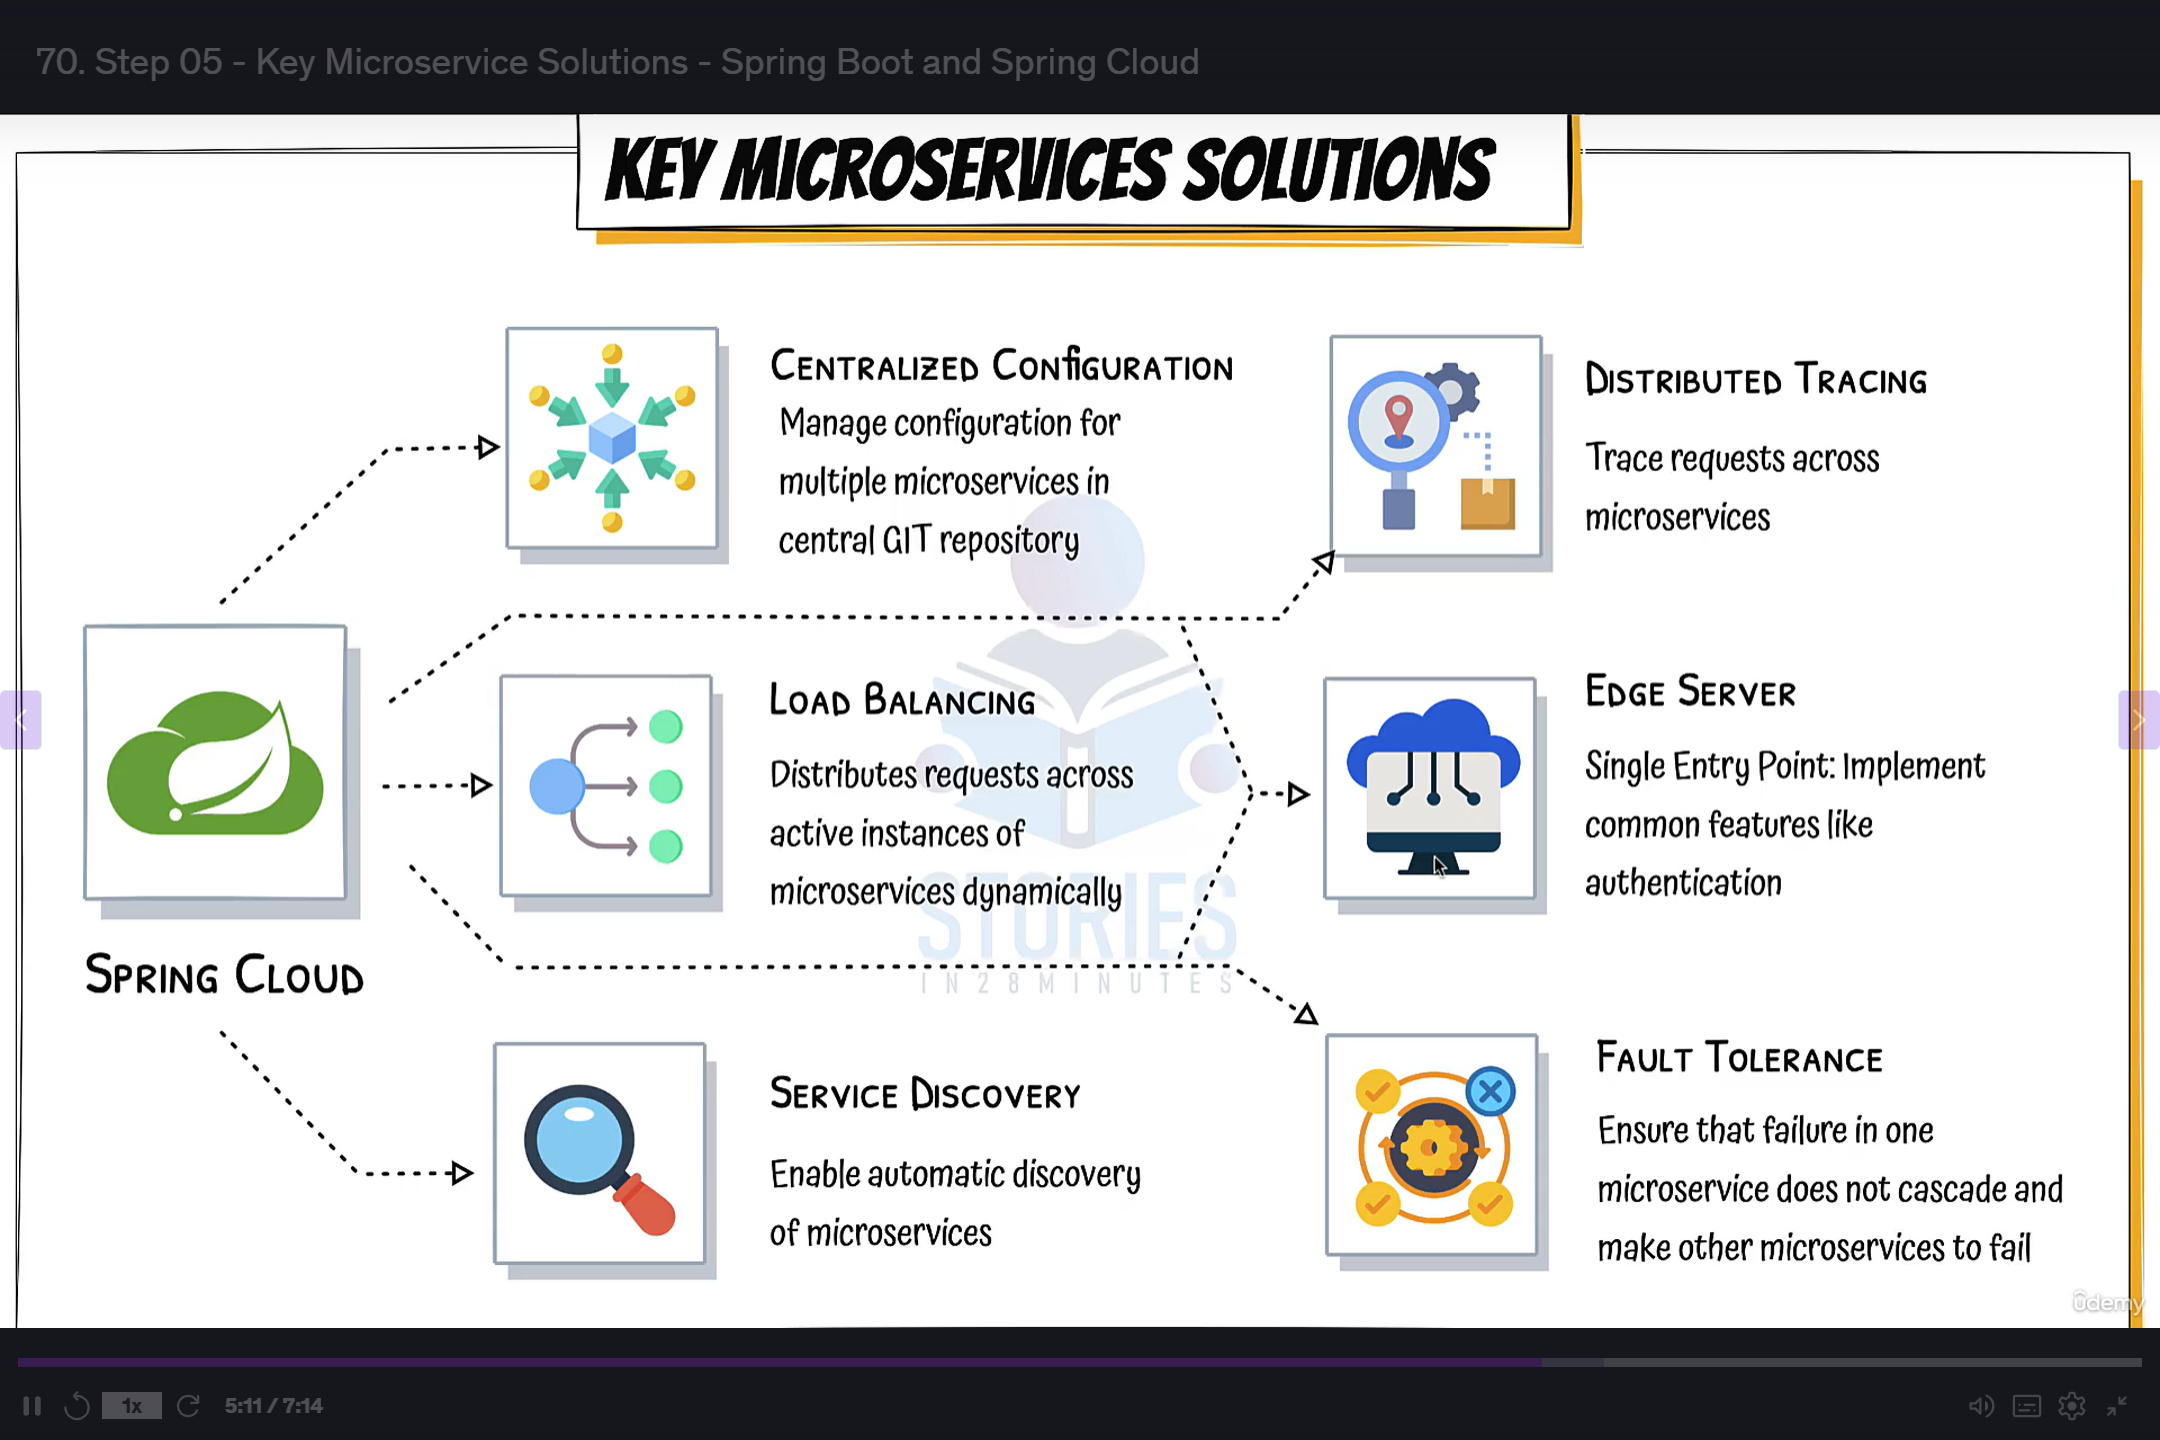 70. Step 05 - Key Microservice Solutions - Spring Boot and Spring Cloud
KEY MICROSERVICES SOLUTIONS
CENTRALIZED CONFIGURATION
Manage configuration for
multiple microservices in
central GIT repository
DISTRIBUTED TRACING
Trace requests across
microservices
LOAD BALANCING
Distributes requests across
active instances of
microservices dynamically
EDGE SERVER
Single Entry Point: Implement
common features like
authentication
SPRING CLOUD
STORIES
IN28MINUTES
SERVICE DISCOVERY
Enable automatic discovery
of microservices
FAULT TOLERANCE
Ensure that failure in one
microservice does not cascade and
make other microservices to fail
ûdemy
1x
5:11 / 7:14